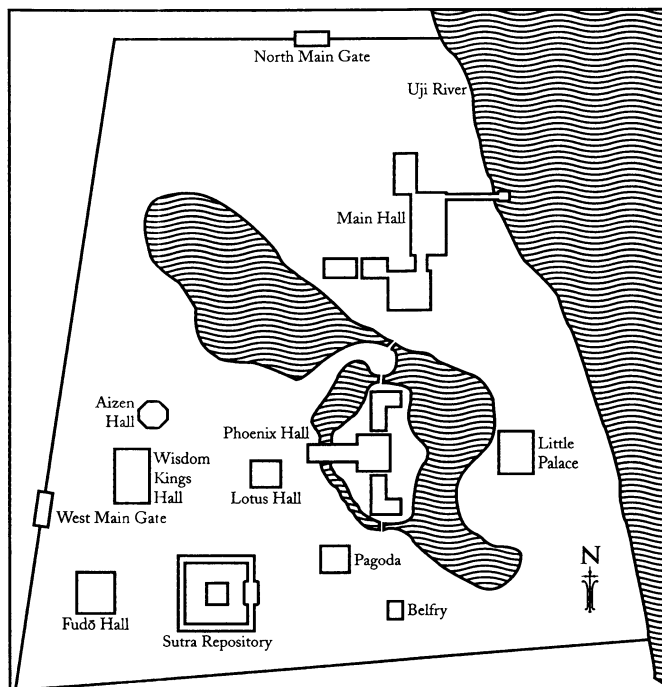 North Main Gate
Uji River
Main Hall
Aizen
Hall
Phoenix Hall
Little
Palace
Wisdom
Kings
Hall
Lotus Hall
West Main Gate
N
Pagoda
Fudō Hall
Belfry
Sutra Repository